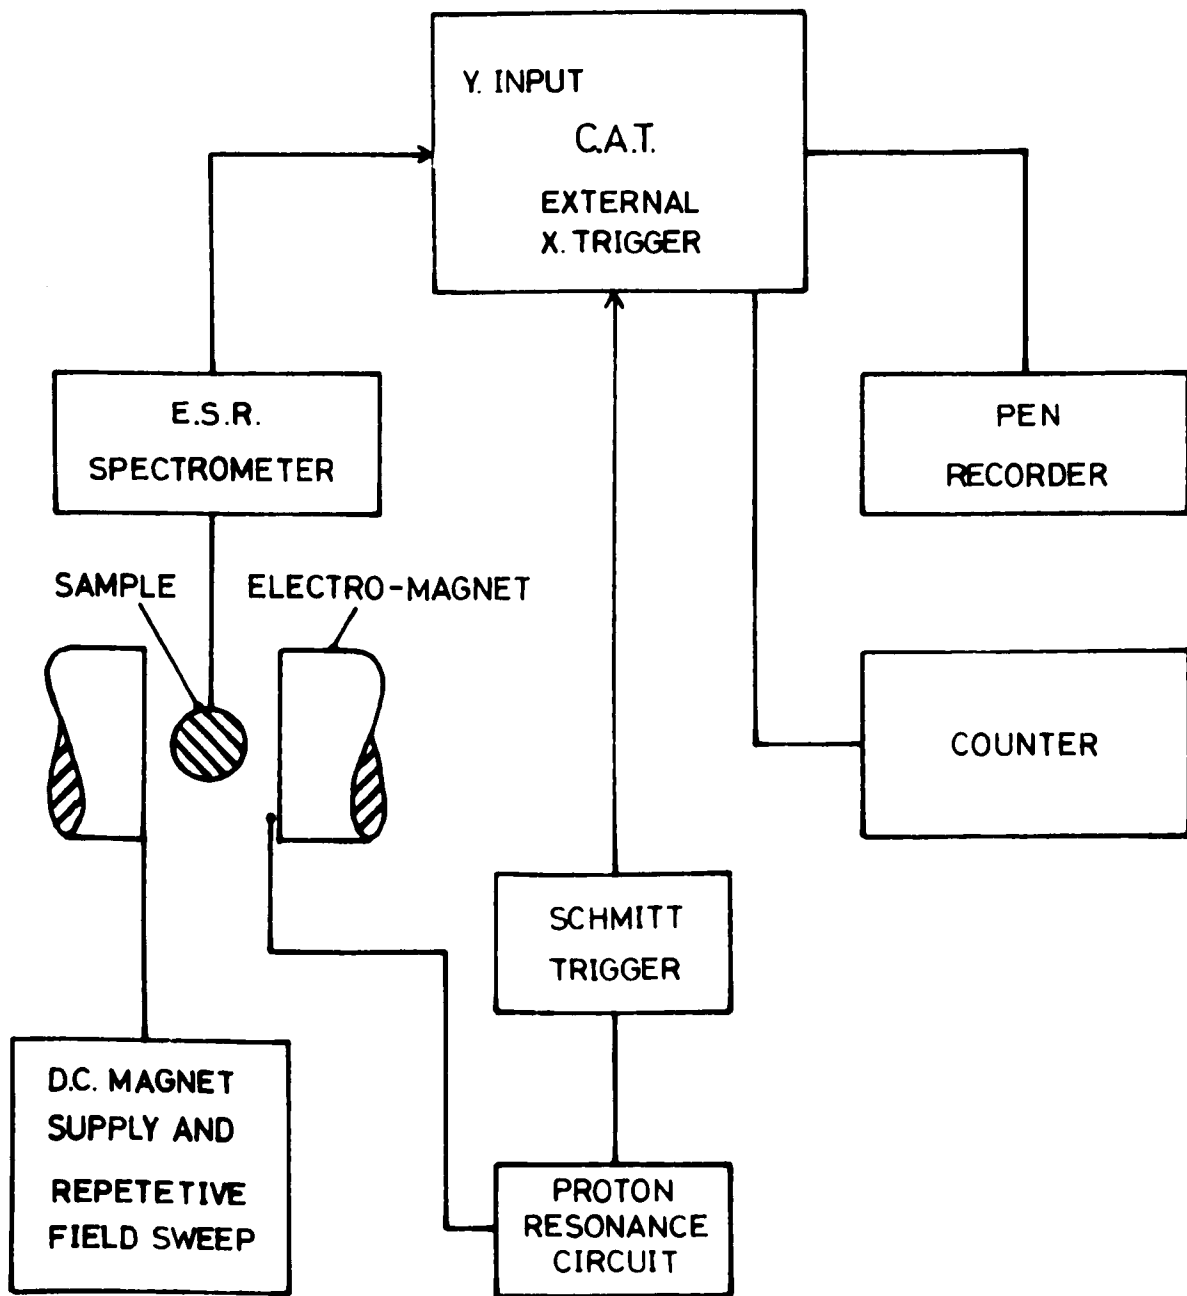 Y. INPUT
C.A.T.
EXTERNAL
X. TRIGGER
E.S.R.
SPECTROMETER
PEN
RECORDER
SAMPLE
ELECTRO-MAGNET
COUNTER
SCHMITT
TRIGGER
D.C. MAGNET
SUPPLY AND
REPETETIVE
FIELD SWEEP
PROTON
RESONANCE
CIRCUIT